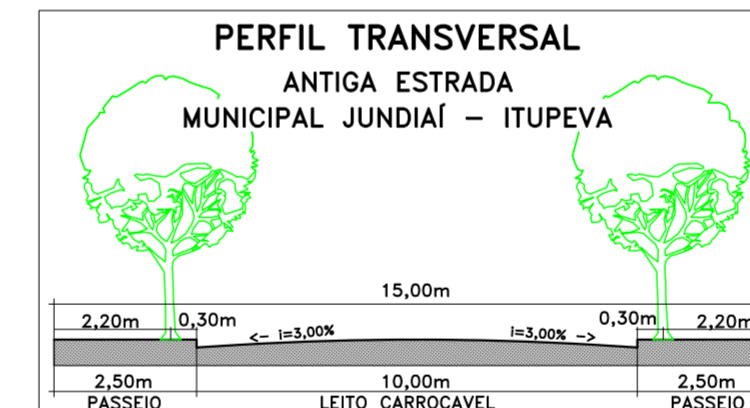 PERFIL TRANSVERSAL
ANTIGA ESTRADA
MUNICIPAL JUNDIAÍ – ITUPEVA
15,00m
2,20m 0,30m <- i=3,00% i=3,00% -> 0,30m 2,20m
2,50m 10,00m 2,50m
PASSEIO LEITO CARROCAVEL PASSEIO